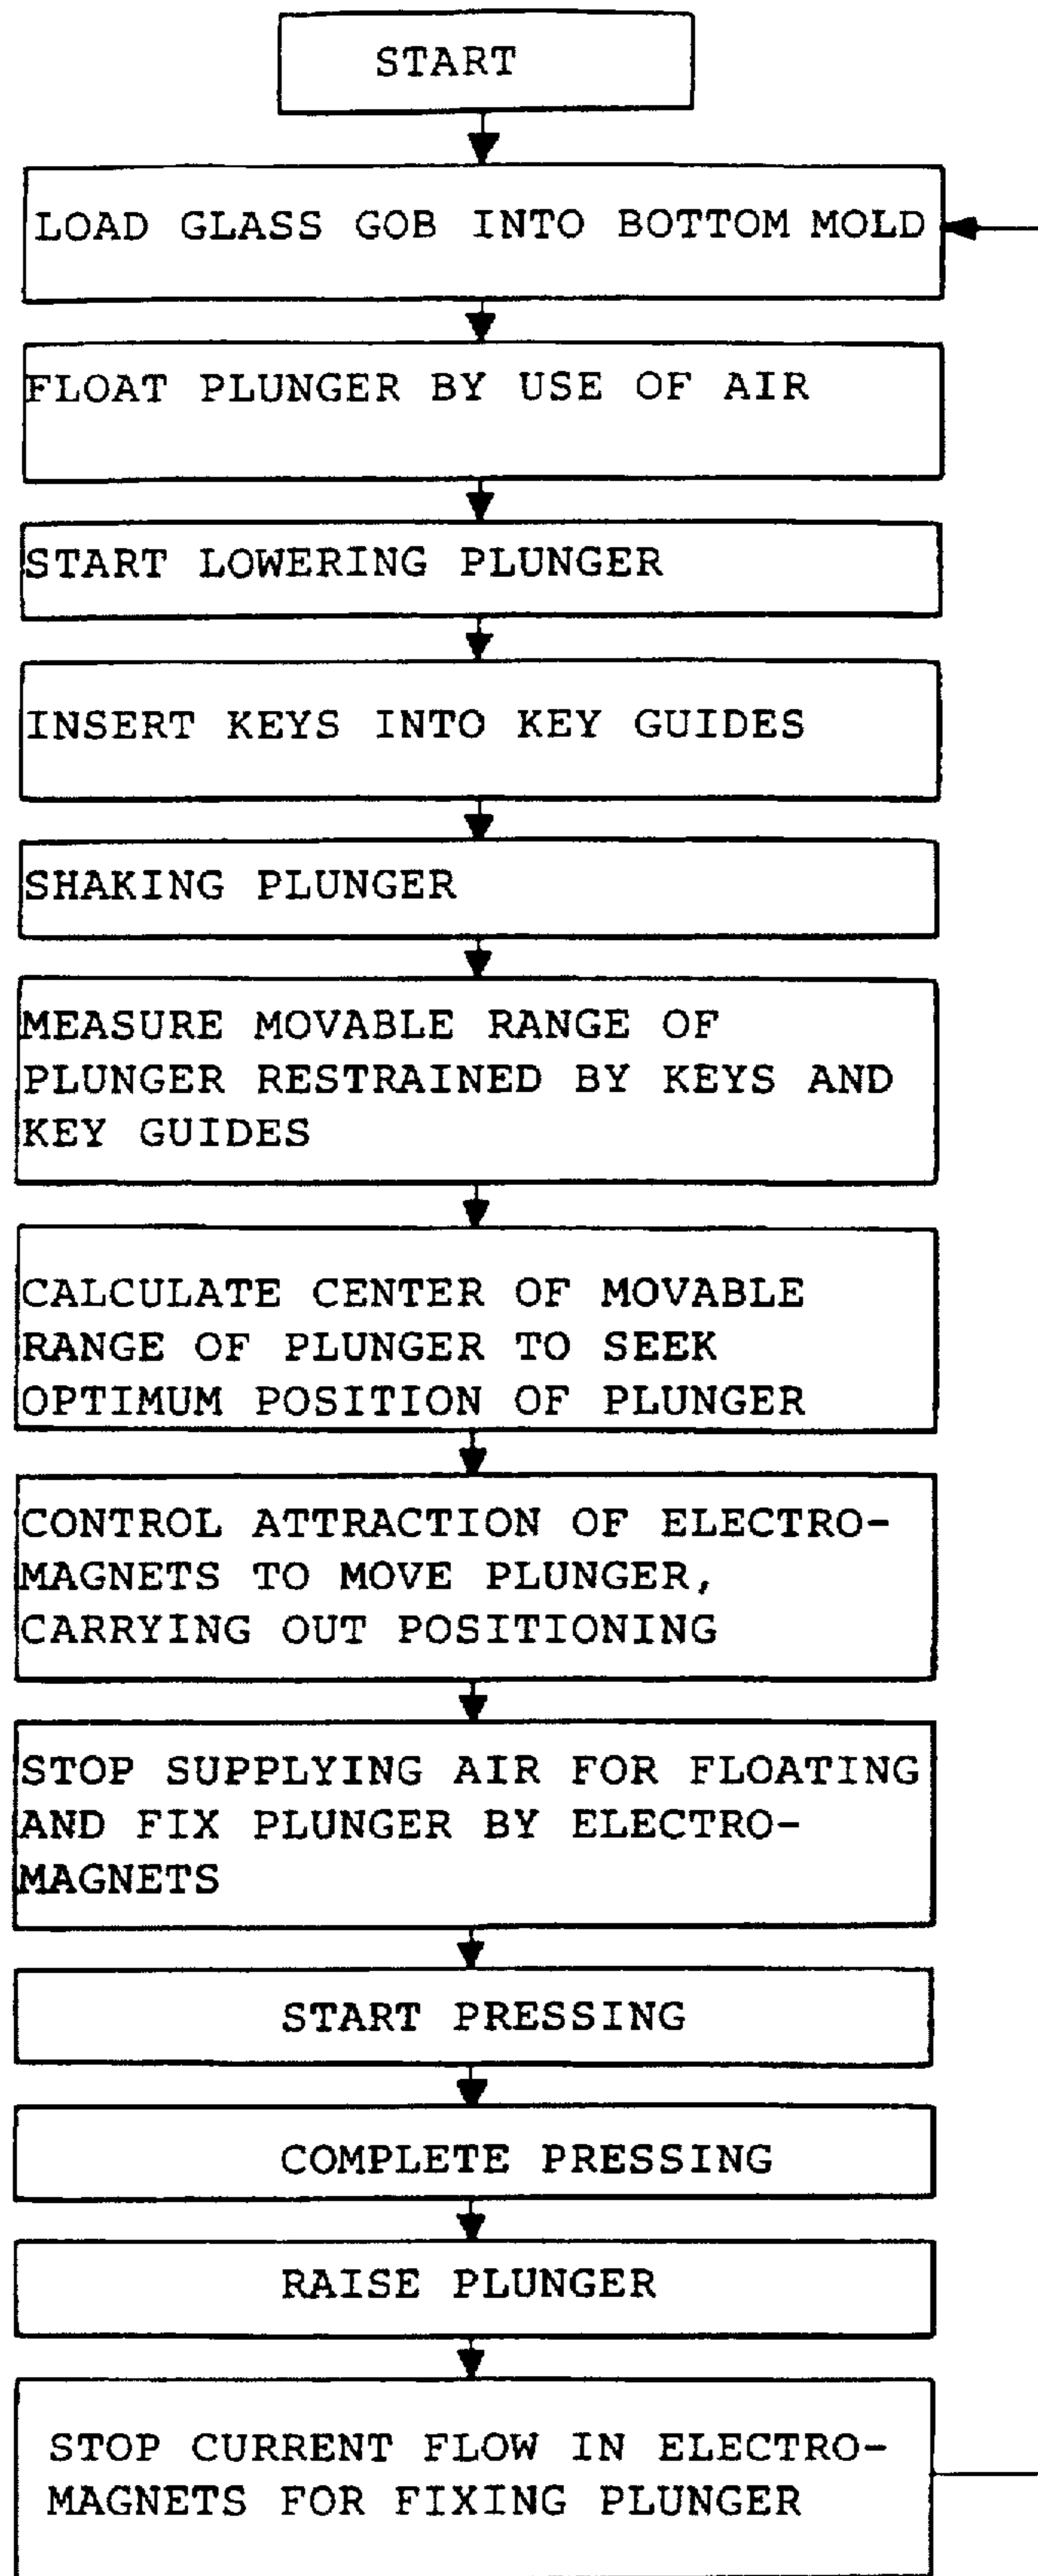 START
LOAD GLASS GOB INTO BOTTOM MOLD
FLOAT PLUNGER BY USE OF AIR
START LOWERING PLUNGER
INSERT KEYS INTO KEY GUIDES
SHAKING PLUNGER
MEASURE MOVABLE RANGE OF
PLUNGER RESTRAINED BY KEYS AND
KEY GUIDES
CALCULATE CENTER OF MOVABLE
RANGE OF PLUNGER TO SEEK
OPTIMUM POSITION OF PLUNGER
CONTROL ATTRACTION OF ELECTRO-
MAGNETS TO MOVE PLUNGER,
CARRYING OUT POSITIONING
STOP SUPPLYING AIR FOR FLOATING
AND FIX PLUNGER BY ELECTRO-
MAGNETS
START PRESSING
COMPLETE PRESSING
RAISE PLUNGER
STOP CURRENT FLOW IN ELECTRO-
MAGNETS FOR FIXING PLUNGER